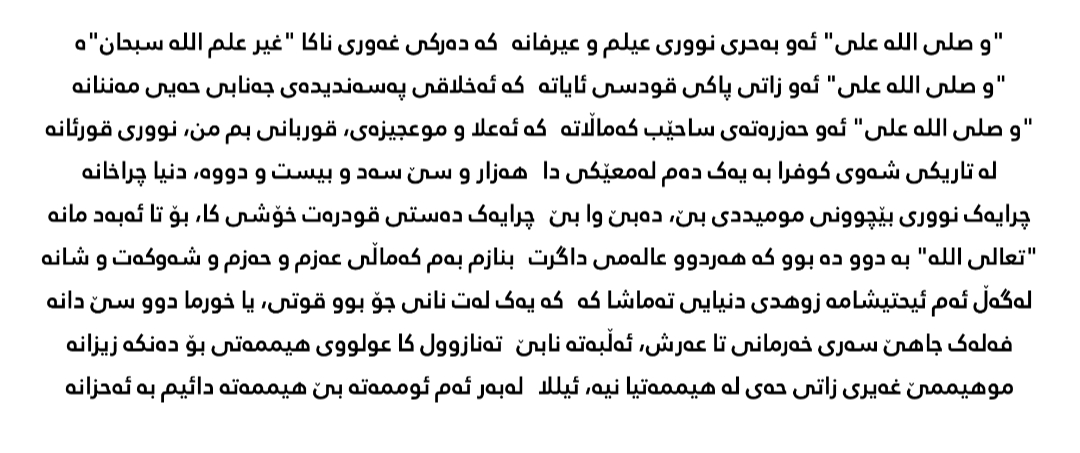 "و صلی الله علی" ئەو بەحری نووری عیلم و عیرفانە  کە دەرکی غەوری ناکا "غیر علم الله سبحان"ە
"و صلی الله علی" ئەو زاتی پاکی قودسی ئایاتە  کە ئەخلاقی پەسەندیدەی جەنابی حەیی مەننانە
"و صلی الله علی" ئەو حەزرەتەی ساحێب کەماڵاتە  کە ئەعلا و موعجیزەی، قوربانی بم من، نووری قورئانە
لە تاریکی شەوی کوفرا بە یەک دەم لەمعێکی دا  هەزار و سێ سەد و بیست و دووە، دنیا چراخانە
چرایەک نووری بێچوونی مومیددی بێ، دەبێ وا بێ  چرایەک دەستی قودرەت خۆشی کا، بۆ تا ئەبەد مانە
"تعالی الله" بە دوو دە بوو کە هەردوو عالەمی داگرت  بنازم بەم کەماڵی عەزم و حەزم و شەوکەت و شانە
لەگەڵ ئەم ئیحتیشامە زوهدی دنیایی تەماشا کە  کە یەک لەت نانی جۆ بوو قوتی، یا خورما دوو سێ دانە
فەلەک جاهێ سەری خەرمانی تا عەرش، ئەڵبەتە نابێ  تەنازوول کا عولووی هیممەتی بۆ دەنکە زیزانە
موهیممێ غەیری زاتی حەی لە هیممەتیا نیە، ئیللا  لەبەر ئەم ئوممەتە بێ هیممەتە دائیم بە ئەحزانە